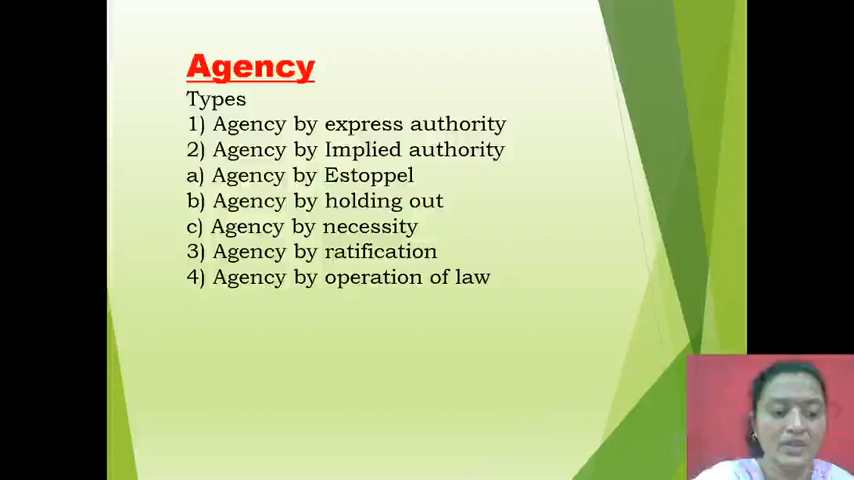 Agency
Types
1) Agency by express authority
2) Agency by Implied authority
a) Agency by Estoppel
b) Agency by holding out
c) Agency by necessity
3) Agency by ratification
4) Agency by operation of law